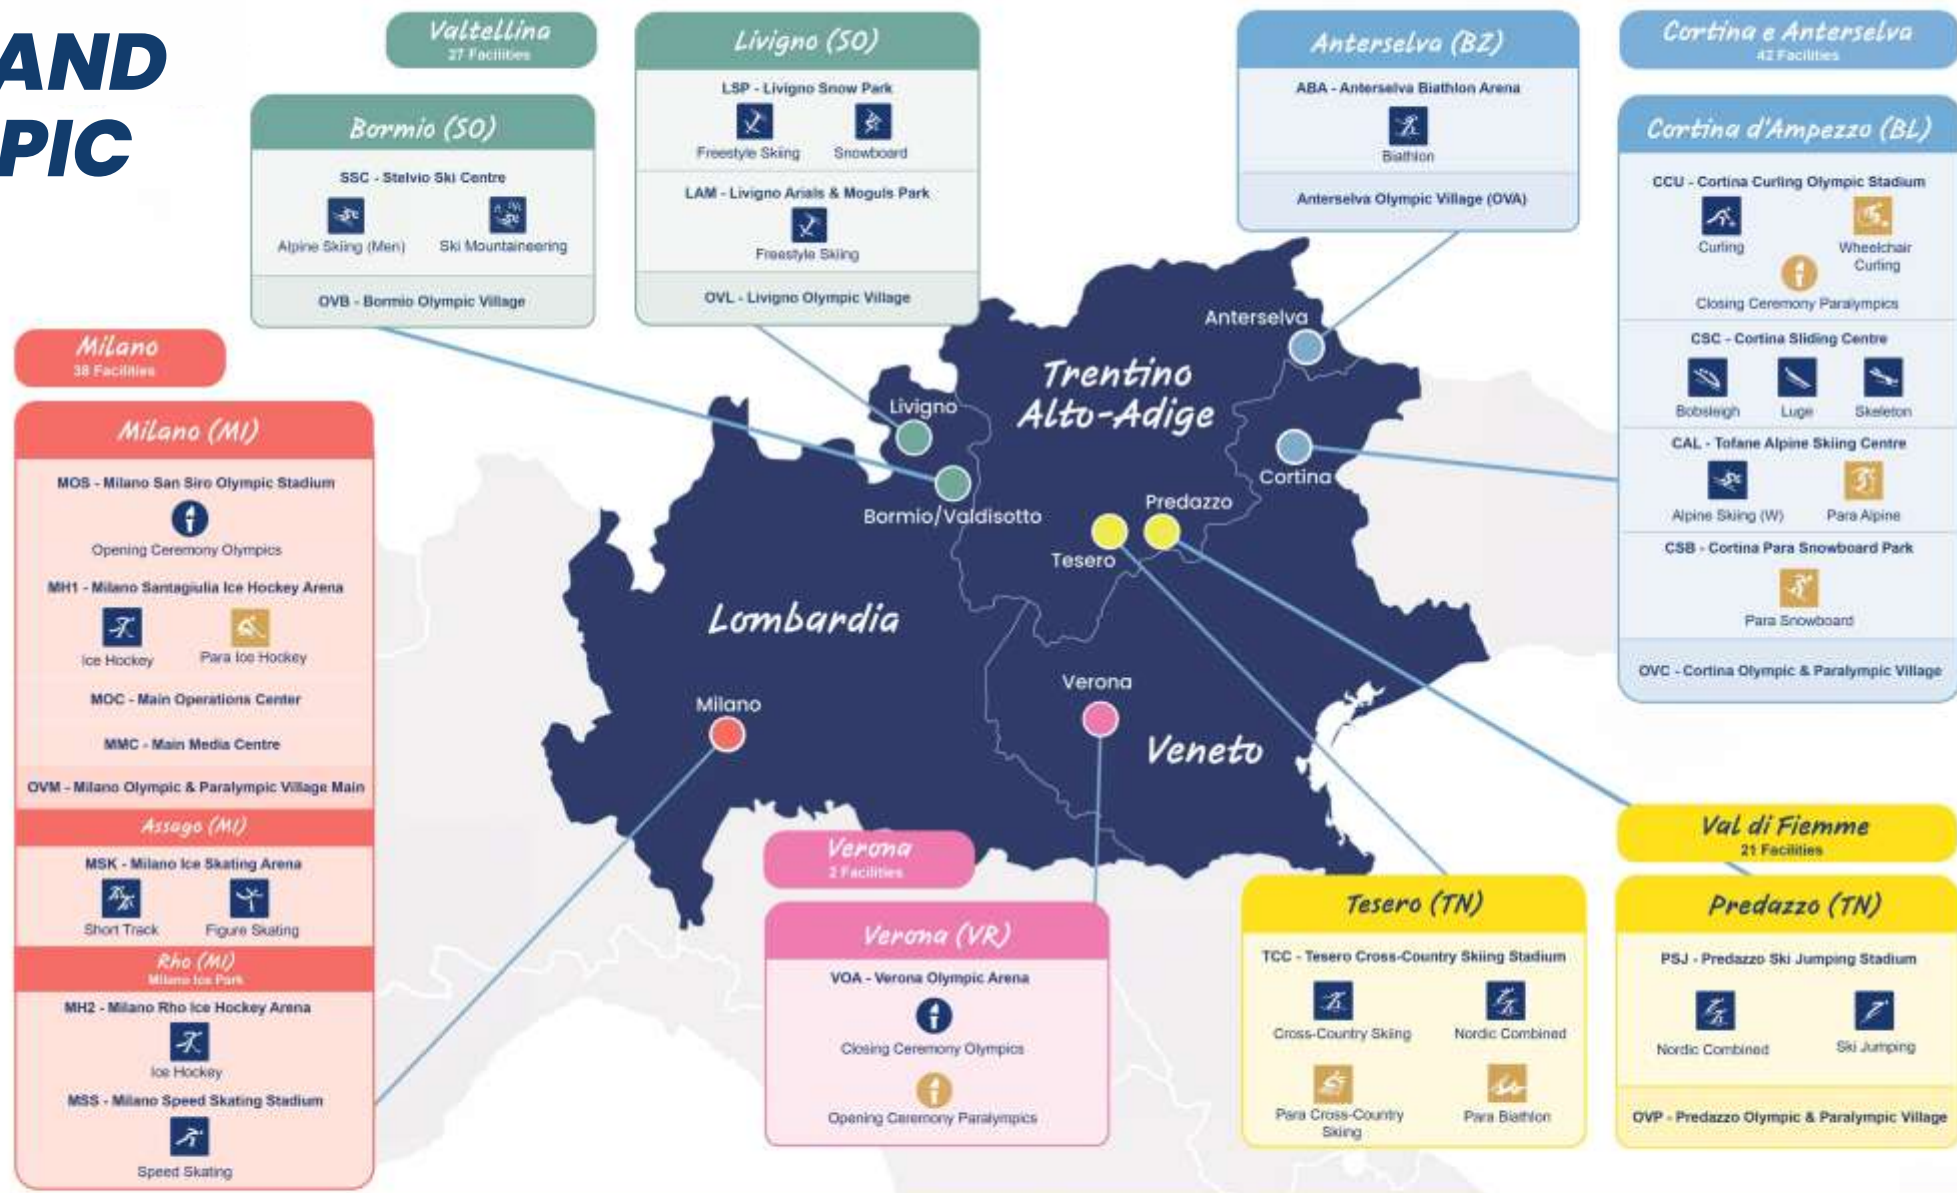 AND
PIC
Valtellina
27 Facilities
Bormio (SO)
SSC - Stelvio Ski Centre
Alpine Skiing (Men)
Ski Mountaineering
OVB - Bormio Olympic Village
Livigno (SO)
LSP - Livigno Snow Park
Freestyle Skiing
Snowboard
LAM - Livigno Arials & Moguls Park
Freestyle Skiing
OVL - Livigno Olympic Village
Anterselva (BZ)
ABA - Anterselva Biathlon Arena
Biathlon
Anterselva Olympic Village (OVA)
Cortina e Anterselva
42 Facilities
Cortina d'Ampezzo (BL)
CCU - Cortina Curling Olympic Stadium
Curling
Wheelchair
Curling
Closing Ceremony Paralympics
CSC - Cortina Sliding Centre
Bobsleigh
Luge
Skeleton
CAL - Tofane Alpine Skiing Centre
Alpine Skiing (W)
Para Alpine
CSB - Cortina Para Snowboard Park
Para Snowboard
OVC - Cortina Olympic & Paralympic Village
Milano
38 Facilities
Milano (MI)
MOS - Milano San Siro Olympic Stadium
Opening Ceremony Olympics
MH1 - Milano Santagiulia Ice Hockey Arena
Ice Hockey
Para Ice Hockey
MOC - Main Operations Center
MMC - Main Media Centre
OVM - Milano Olympic & Paralympic Village Main
Assago (MI)
MSK - Milano Ice Skating Arena
Short Track
Figure Skating
Rho (MI)
Milano Ice Park
MH2 - Milano Rho Ice Hockey Arena
Ice Hockey
MSS - Milano Speed Skating Stadium
Speed Skating
Anterselva
Trentino
Alto-Adige
Livigno
Cortina
Bormio/Valdisotto
Predazzo
Tesero
Lombardia
Milano
Verona
Veneto
Verona
2 Facilities
Verona (VR)
VOA - Verona Olympic Arena
Closing Ceremony Olympics
Opening Ceremony Paralympics
Val di Fiemme
21 Facilities
Tesero (TN)
TCC - Tesero Cross-Country Skiing Stadium
Cross-Country Skiing
Nordic Combined
Para Cross-Country
Skiing
Para Biathlon
Predazzo (TN)
PSJ - Predazzo Ski Jumping Stadium
Nordic Combined
Ski Jumping
OVP - Predazzo Olympic & Paralympic Village